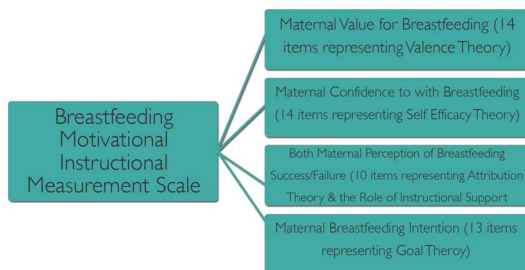 Breastfeeding
Motivational
Instructional
Measurement Scale
Maternal Value for Breastfeeding (14
items representing Valence Theory)
Maternal Confidence to with Breastfeeding
(14 items representing Self Efficacy Theory)
Both Maternal Perception of Breastfeeding
Success/Failure (10 items representing Attribution
Theory & the Role of Instructional Support
Maternal Breastfeeding Intention (13 items
representing Goal Theroy)